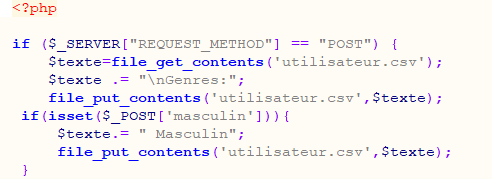 <?php
if ($_SERVER["REQUEST_METHOD"] == "POST") {
$texte=file_get_contents('utilisateur.csv');
$texte .= "\nGenres:";
file_put_contents('utilisateur.csv',$texte);
if(isset($_POST['masculin'])){
$texte.= " Masculin";
file_put_contents('utilisateur.csv',$texte);
}